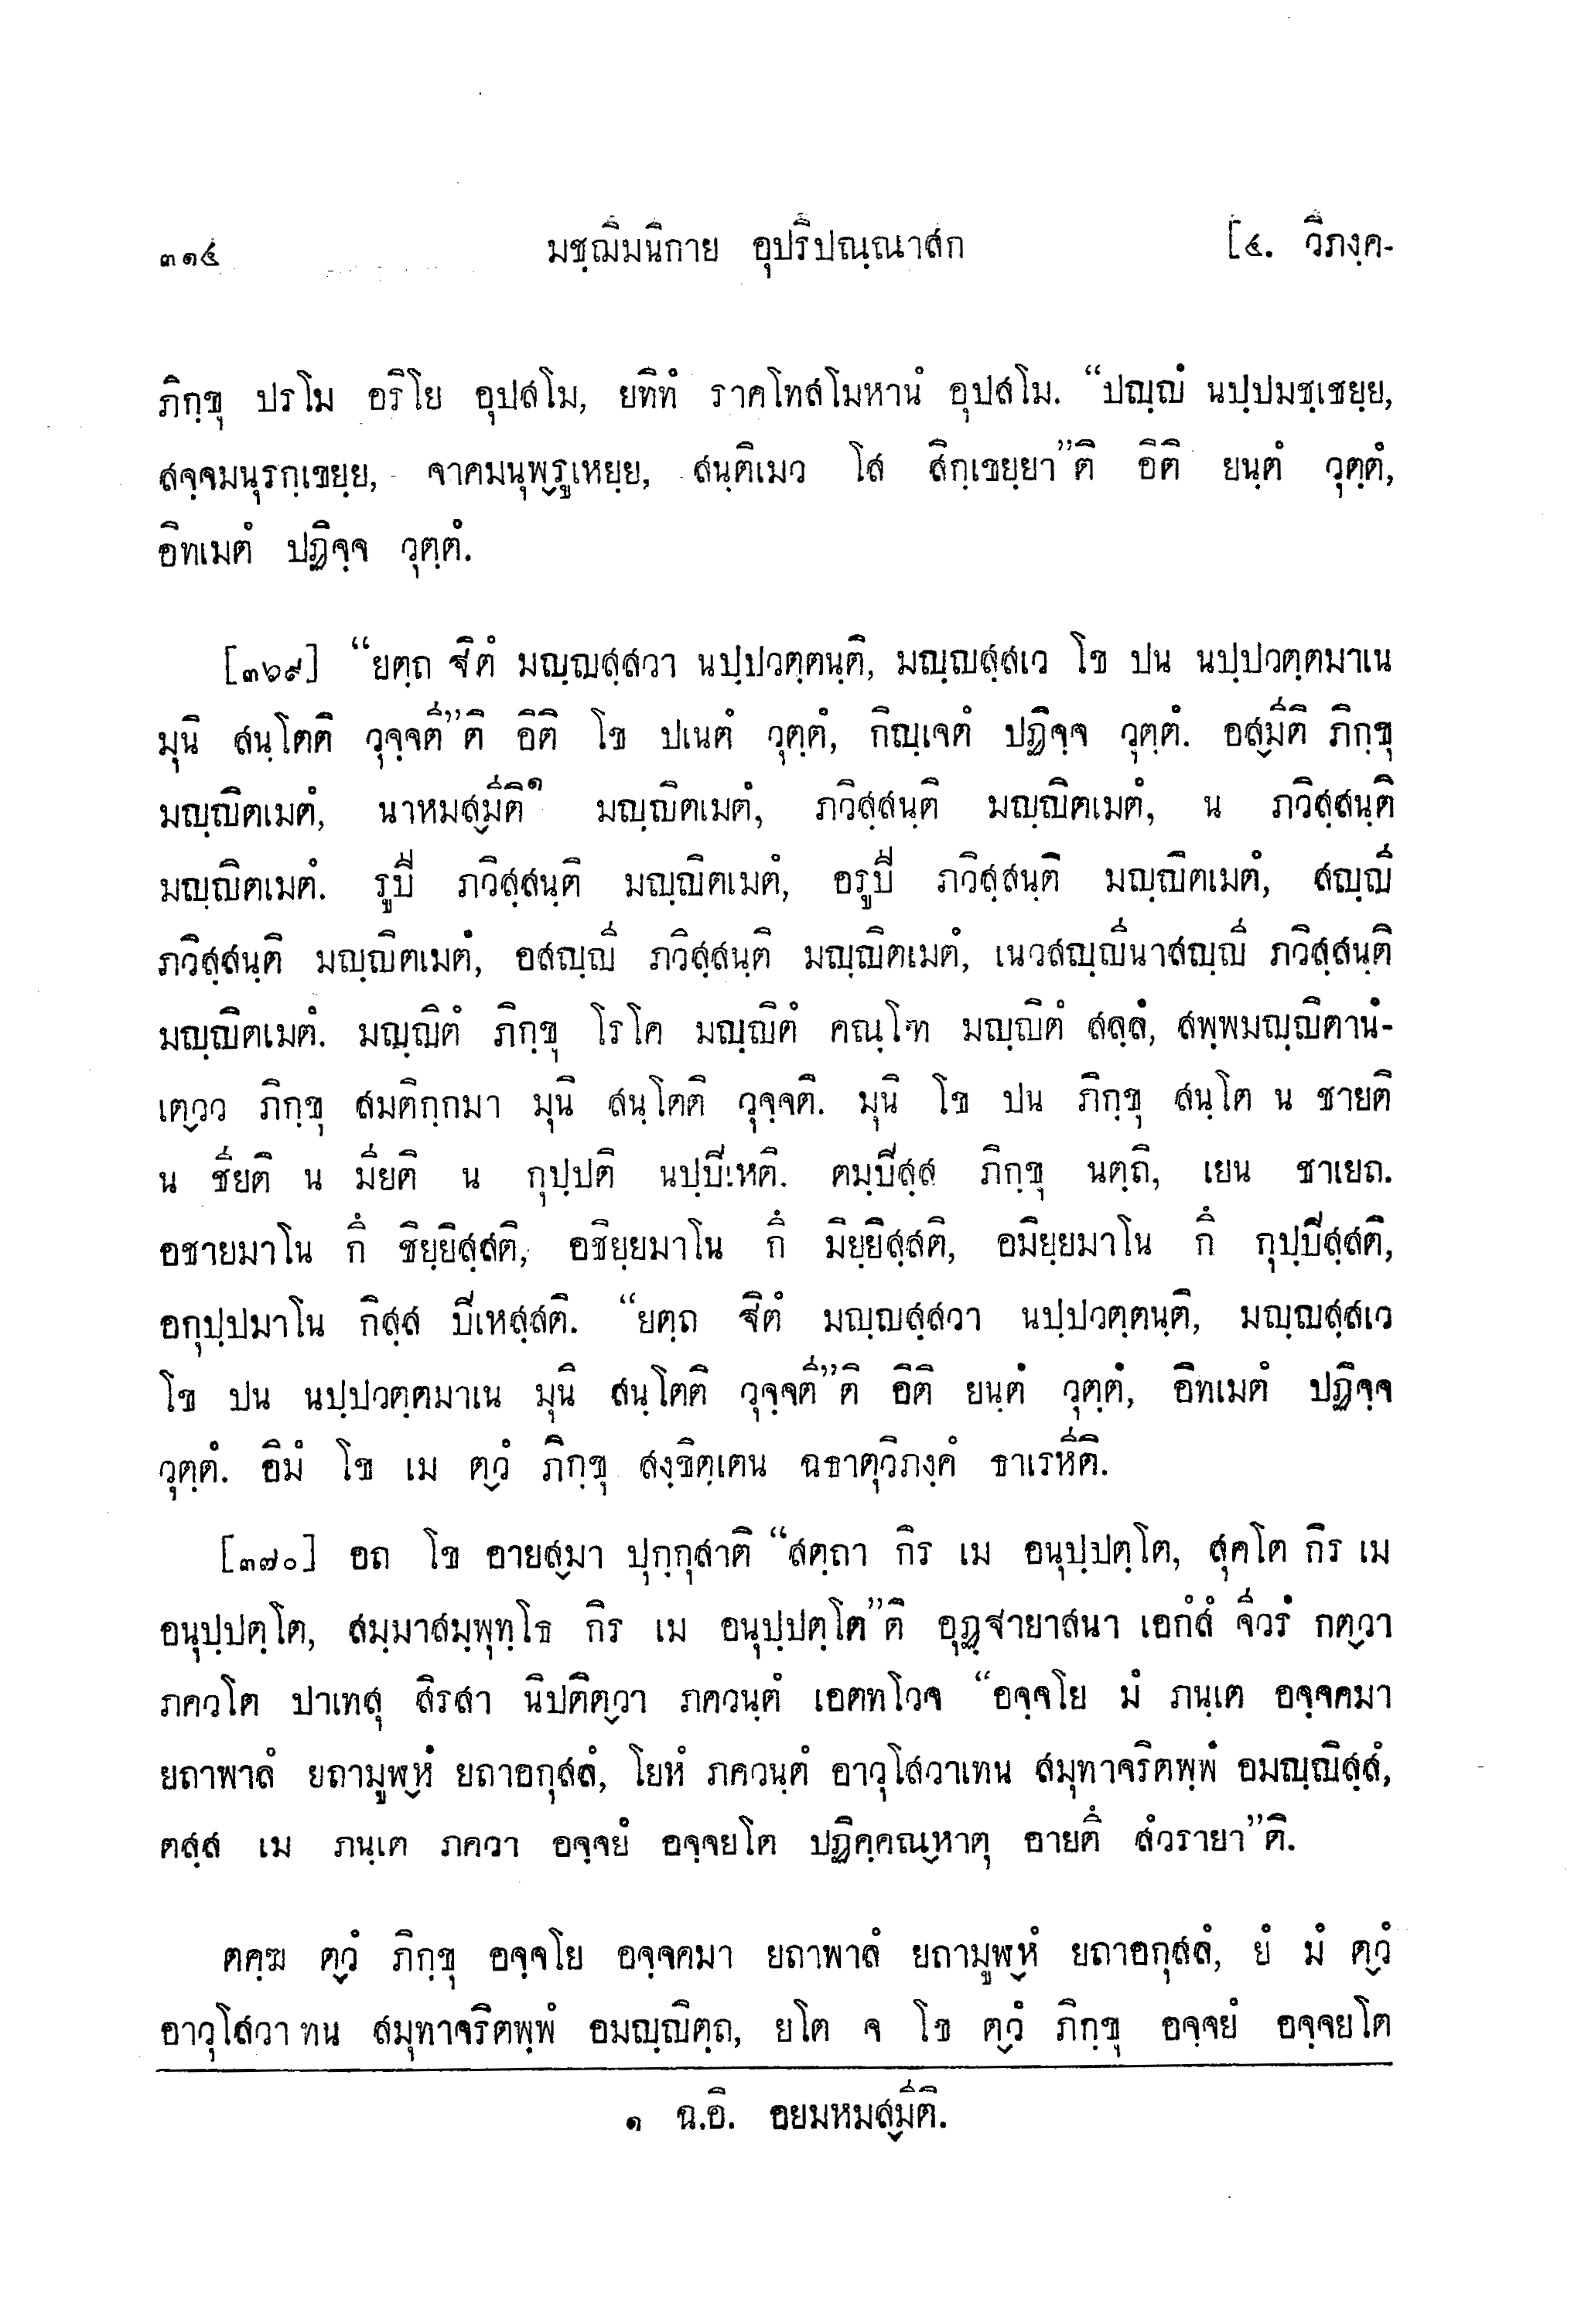 ๓๑๔ มชฺฌิมนิกาย อุปริปณฺณาสก [๔. วิภงฺค-
ภิกฺขุ ปรโม อริโย อุปสโม, ยทิทํ ราคโทสโมหานํ อุปสโม. “ปญฺญํ นปฺปมชฺเชยฺย,
สจฺจมนุรกฺเขยฺย, จาคมนุพฺรูเหยฺย, สนฺติเมว โส สิกฺเขยฺยา”ติ อิติ ยนฺตํ วุตฺตํ,
อิทเมตํ ปฏิจฺจ วุตฺตํ.
[๓๖๙] “ยตฺถ ฐิตํ มญฺญสฺสวา นปฺปวตฺตนฺติ, มญฺญสฺสเว โข ปน นปฺปวตฺตมาเน
มุนิ สนฺโตติ วุจฺจตี”ติ อิติ โข ปเนตํ วุตฺตํ, กิญฺเจตํ ปฏิจฺจ วุตฺตํ. อสฺมีติ ภิกฺขุ
มญฺญิตเมตํ, นาหมสฺมีติ๑ มญฺญิตเมตํ, ภวิสฺสนฺติ มญฺญิตเมตํ, น ภวิสฺสนฺติ
มญฺญิตเมตํ. รูปี ภวิสฺสนฺติ มญฺญิตเมตํ, อรูปี ภวิสฺสนฺติ มญฺญิตเมตํ, สญฺญี
ภวิสฺสนฺติ มญฺญิตเมตํ, อสญฺญี ภวิสฺสนฺติ มญฺญิตเมตํ, เนวสญฺญีนาสญฺญี ภวิสฺสนฺติ
มญฺญิตเมตํ. มญฺญิตํ ภิกฺขุ โรโค มญฺญิตํ คณฺโฑ มญฺญิตํ สลฺลํ, สพฺพมญฺญิตานํ-
เตฺวว ภิกฺขุ สมติกฺกมา มุนิ สนฺโตติ วุจฺจติ. มุนิ โข ปน ภิกฺขุ สนฺโต น ชายติ
น ชียติ น มียติ น กุปฺปติ นปฺปิเหติ. ตมฺปิสฺส ภิกฺขุ นตฺถิ, เยน ชาเยถ.
อชายมาโน กึ ชิยฺยิสฺสติ, อชิยฺยมาโน กึ มิยฺยิสฺสติ, อมิยฺยมาโน กึ กุปฺปิสฺสติ,
อกุปฺปมาโน กิสฺส ปิเหสฺสติ. “ยตฺถ ฐิตํ มญฺญสฺสวา นปฺปวตฺตนฺติ, มญฺญสฺสเว
โข ปน นปฺปวตฺตมาเน มุนิ สนฺโตติ วุจฺจตี”ติ อิติ ยนฺตํ วุตฺตํ, อิทเมตํ ปฏิจฺจ
วุตฺตํ. อิมํ โข เม ตฺวํ ภิกฺขุ สงฺขิตฺเตน ฉธาตุวิภงฺคํ ธาเรหีติ.
[๓๗๐] อถ โข อายสฺมา ปุกฺกุสาติ “สตฺถา กิร เม อนุปฺปตฺโต, สุคโต กิร เม
อนุปฺปตฺโต, สมฺมาสมฺพุทฺโธ กิร เม อนุปฺปตฺโต”ติ อุฏฺฐายาสนา เอกํสํ จีวรํ กตฺวา
ภควโต ปาเทสุ สิรสา นิปติตฺวา ภควนฺตํ เอตทโวจ “อจฺจโย มํ ภนฺเต อจฺจคมา
ยถาพาลํ ยถามูฬฺหํ ยถาอกุสลํ, โยหํ ภควนฺตํ อาวุโสวาเทน สมุทาจริตพฺพํ อมญฺญิสฺสํ,
ตสฺส เม ภนฺเต ภควา อจฺจยํ อจฺจยโต ปฏิคฺคณฺหาตุ อายตึ สํวรายา”ติ.
ตคฺฆ ตฺวํ ภิกฺขุ อจฺจโย อจฺจคมา ยถาพาลํ ยถามูฬฺหํ ยถาอกุสลํ, ยํ มํ ตฺวํ
อาวุโสวา ทน สมุทาจริตพฺพํ อมญฺญิตฺถ, ยโต จ โข ตฺวํ ภิกฺขุ อจฺจยํ อจฺจยโต
๑ ฉ.อิ. อยมหมสฺมีติ.